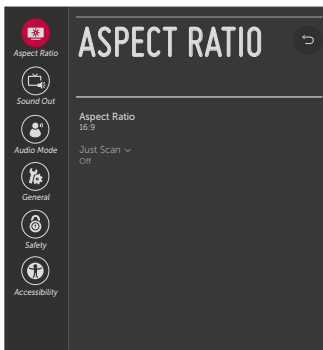 ASPECT RATIO
Aspect Ratio
Sound Out
Audio Mode
General
Safety
Accessibility
Aspect Ratio
16:9
Just Scan
Off